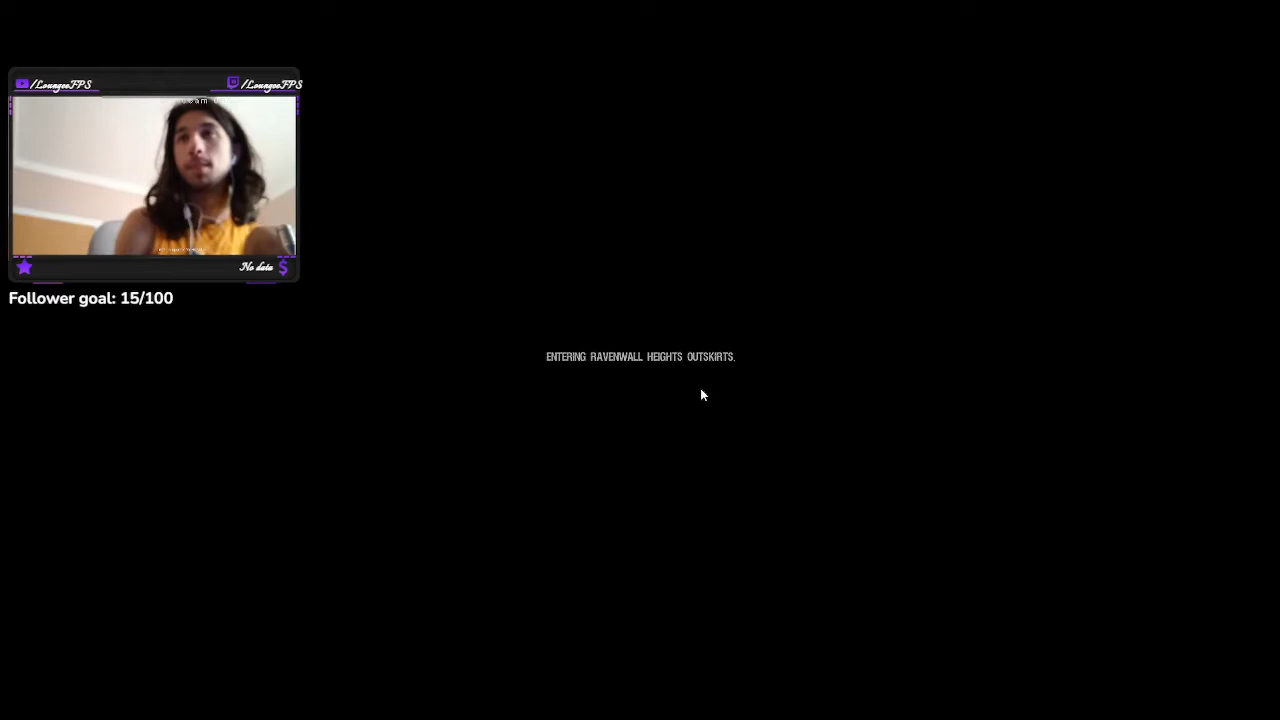 /LoungeeFPS
/LoungeeFPS
No data
Follower goal: 15/100
ENTERING RAVENWALL HEIGHTS OUTSKIRTS.